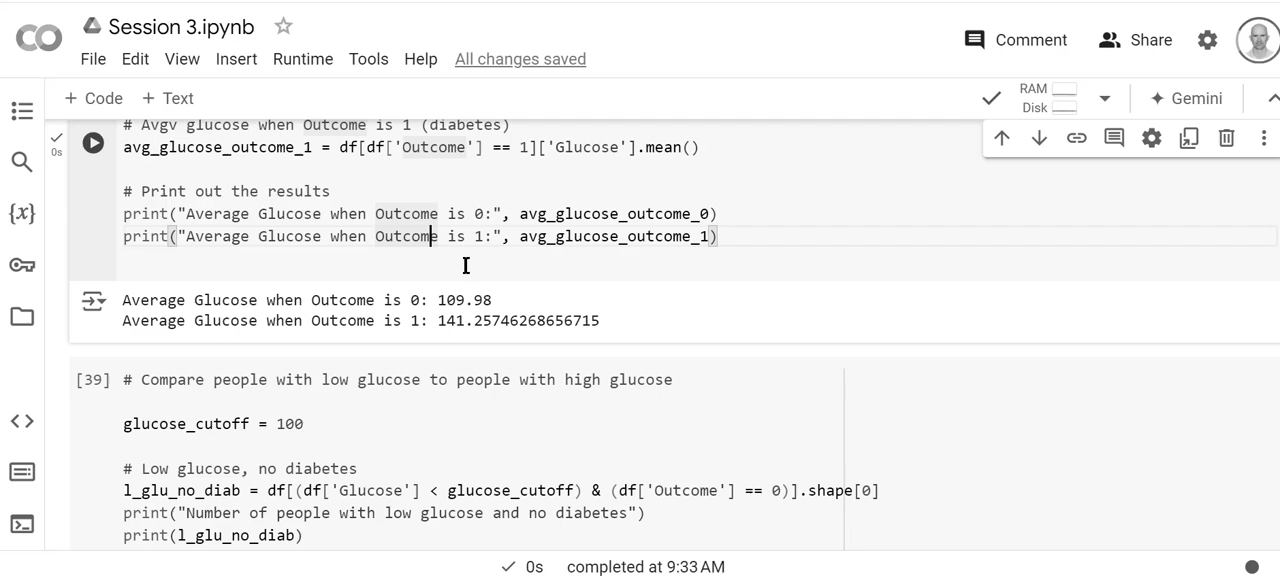 Session 3.ipynb
Comment
Share
File Edit View Insert Runtime Tools Help All changes saved
+ Code + Text
RAM
Disk
Gemini
# Avgv glucose when Outcome is 1 (diabetes)
0s
avg_glucose_outcome_1 = df[df['Outcome'] == 1]['Glucose'].mean()
# Print out the results
print("Average Glucose when Outcome is 0:", avg_glucose_outcome_0)
print("Average Glucose when Outcome is 1:", avg_glucose_outcome_1)
Average Glucose when Outcome is 0: 109.98
Average Glucose when Outcome is 1: 141.25746268656715
[39] # Compare people with low glucose to people with high glucose
glucose_cutoff = 100
# Low glucose, no diabetes
l_glu_no_diab = df[(df['Glucose'] < glucose_cutoff) & (df['Outcome'] == 0)].shape[0]
print("Number of people with low glucose and no diabetes")
print(l_glu_no_diab)
0s completed at 9:33 AM